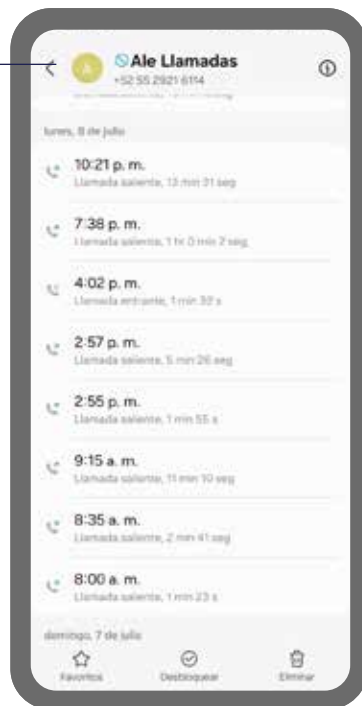 Ale Llamadas
+52 55 2921 6114
lunes, 8 de julio
10:21 p. m.
Llamada saliente, 13 min 31 seg
7:38 p. m.
Llamada saliente, 1 hr 0 min 2 seg
4:02 p. m.
Llamada entrante, 1 min 39 s
2:57 p. m.
Llamada saliente, 5 min 26 seg
2:55 p. m.
Llamada saliente, 1 min 55 s
9:15 a. m.
Llamada saliente, 11 min 10 seg
8:35 a. m.
Llamada saliente, 2 min 41 seg
8:00 a. m.
Llamada saliente, 1 min 23 s
domingo, 7 de julio
Favoritos Desbloquear Eliminar